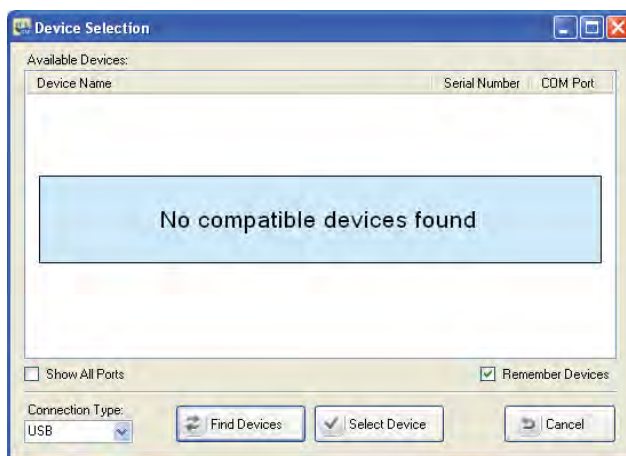 Device Selection
Available Devices:
Device Name Serial Number COM Port
No compatible devices found
Show All Ports Remember Devices
Connection Type:
USB Find Devices Select Device Cancel